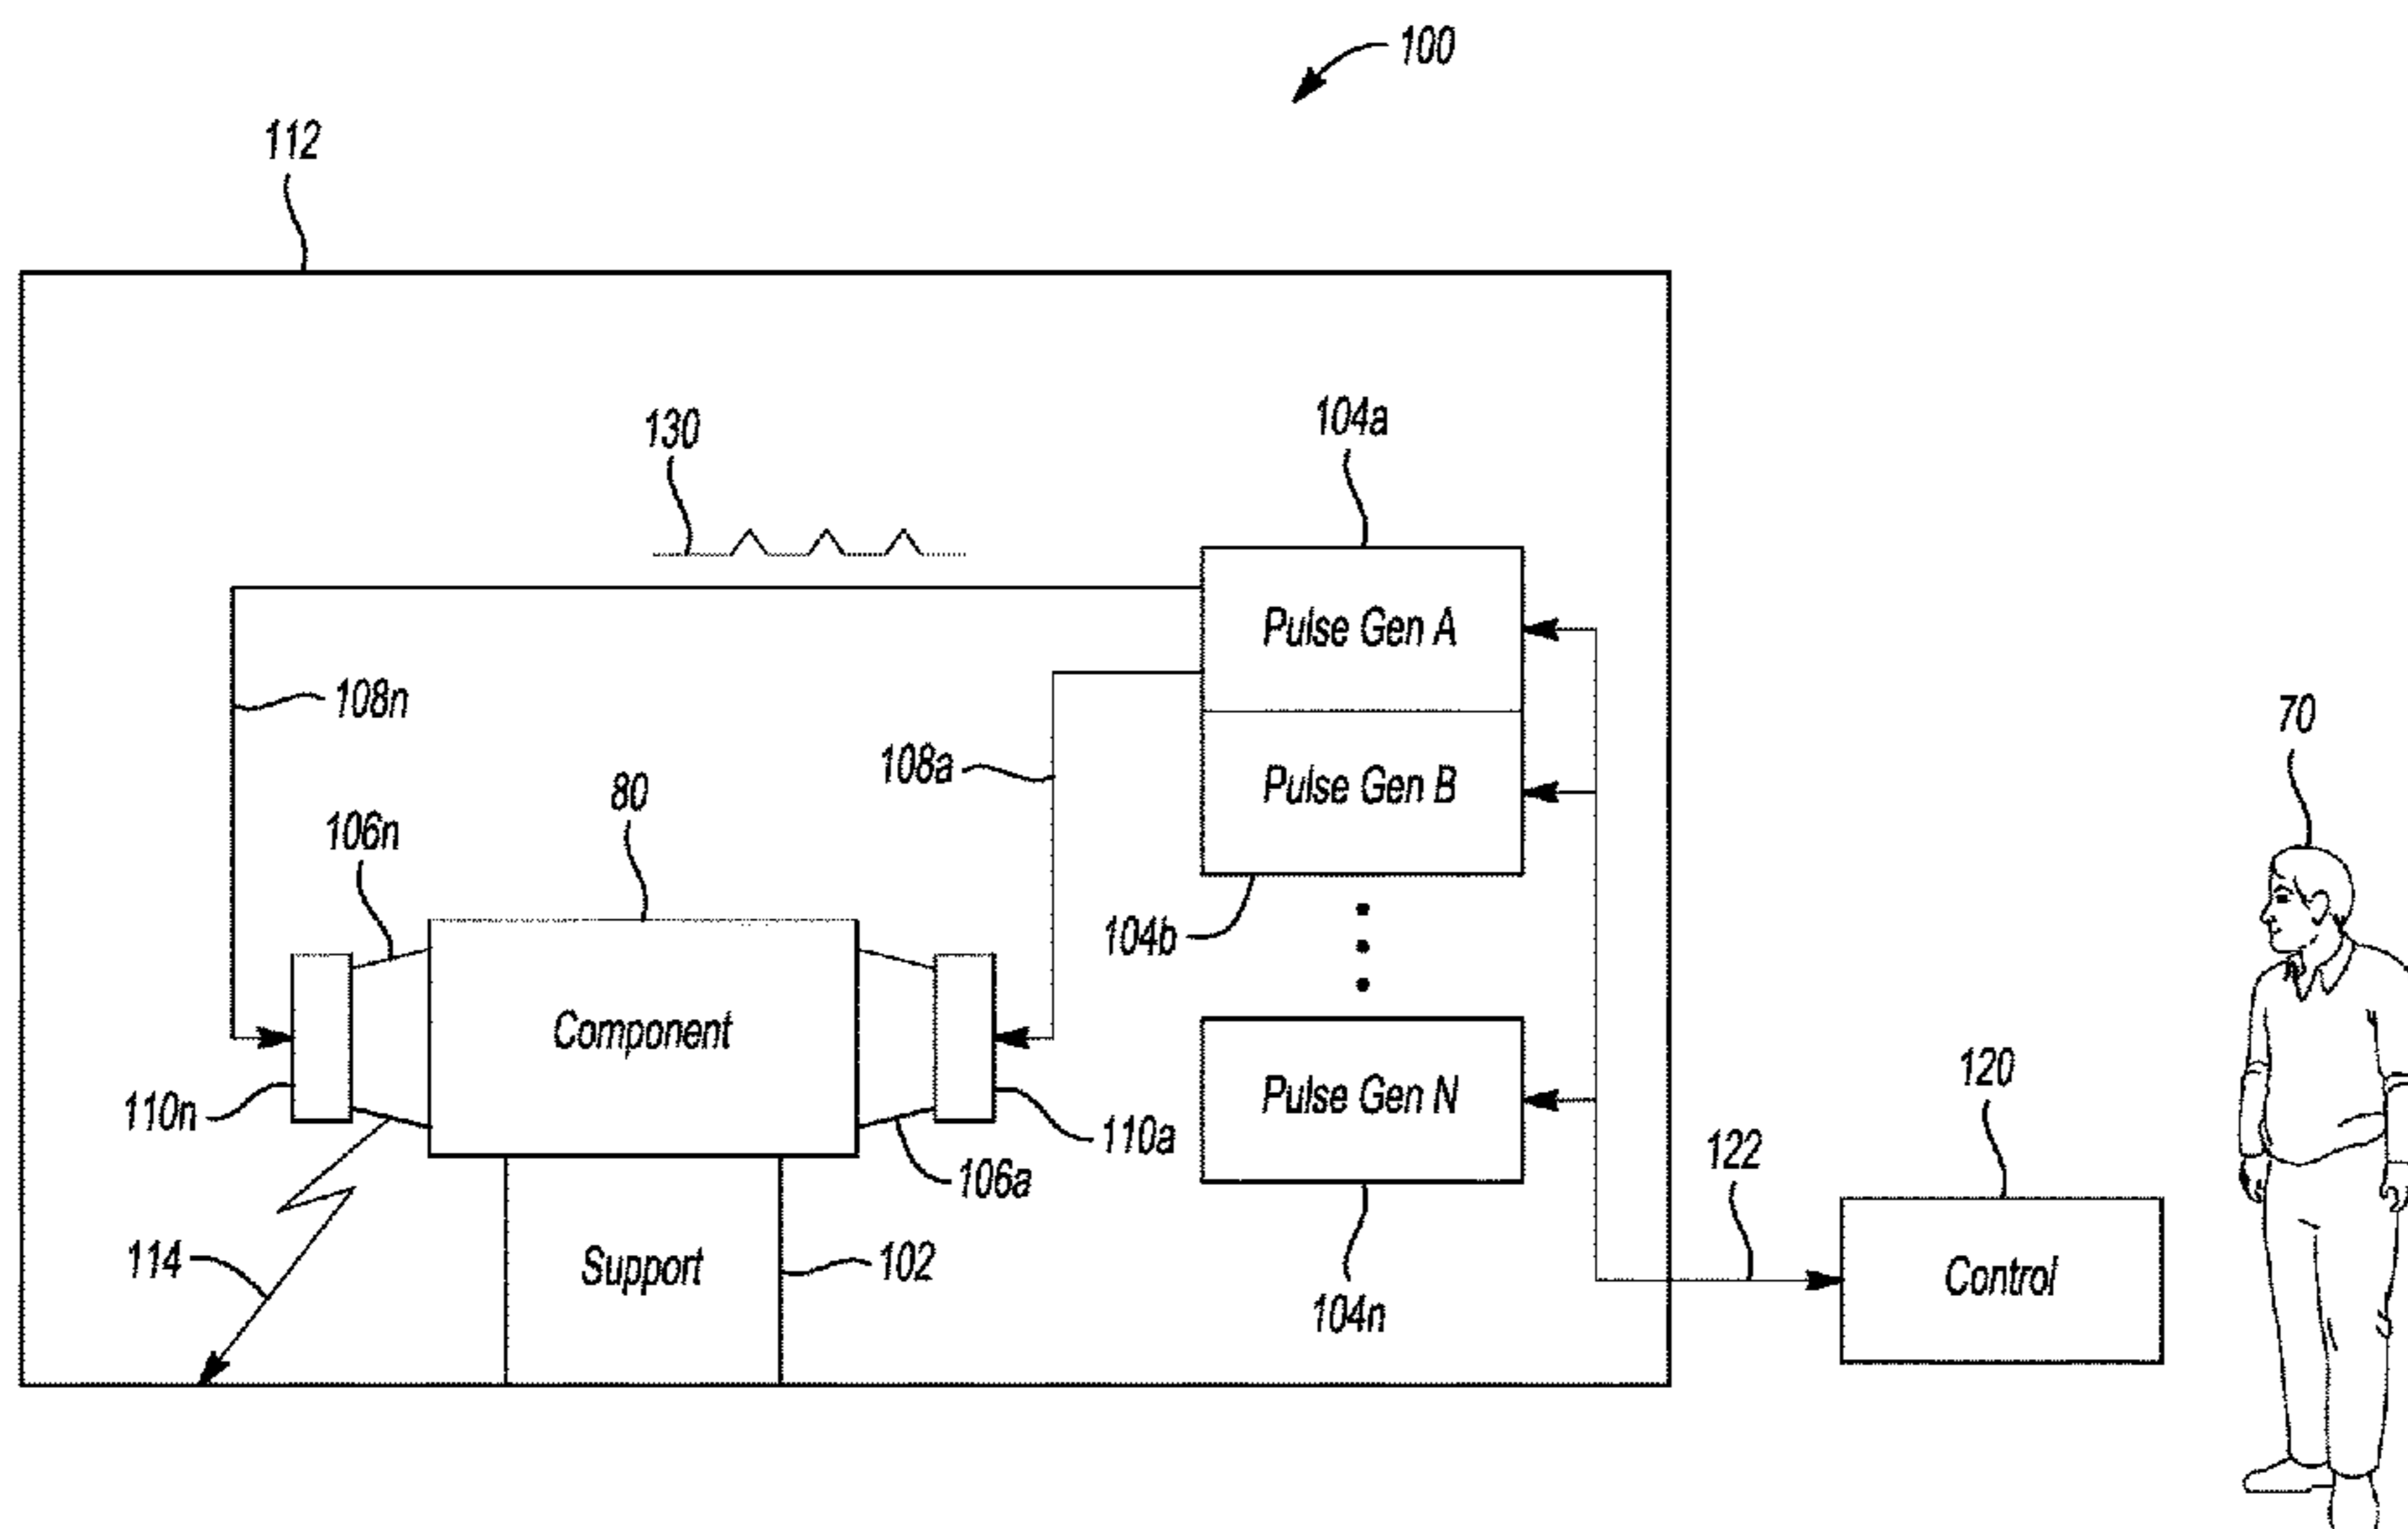 100
112
130
104a
Pulse Gen A
108n
108a
70
Pulse Gen B
80
106n
104b
Component
Pulse Gen N
120
110n
110a
122
106a
114
Support
102
Control
104n